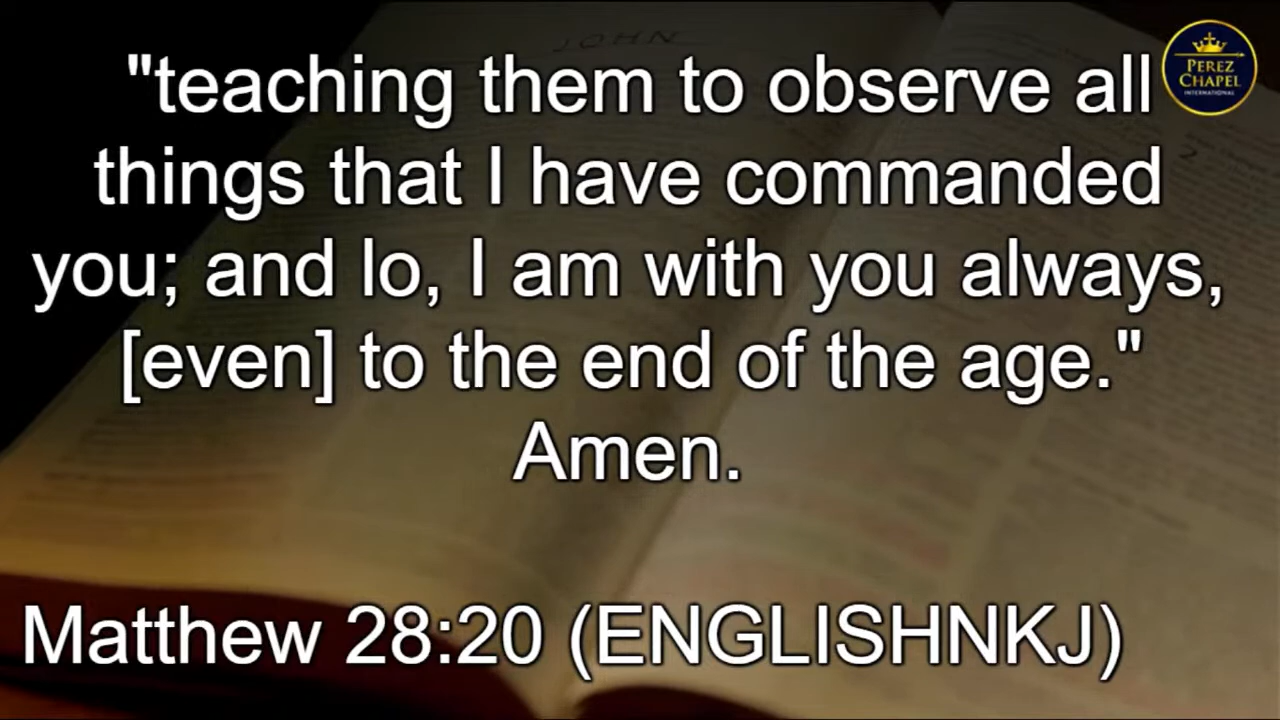 JOHN
"teaching them to observe all
things that I have commanded
you; and lo, I am with you always,
[even] to the end of the age."
Amen.
Matthew 28:20 (ENGLISHNKJ)
PEREZ
CHAPEL
INTERNATIONAL
2